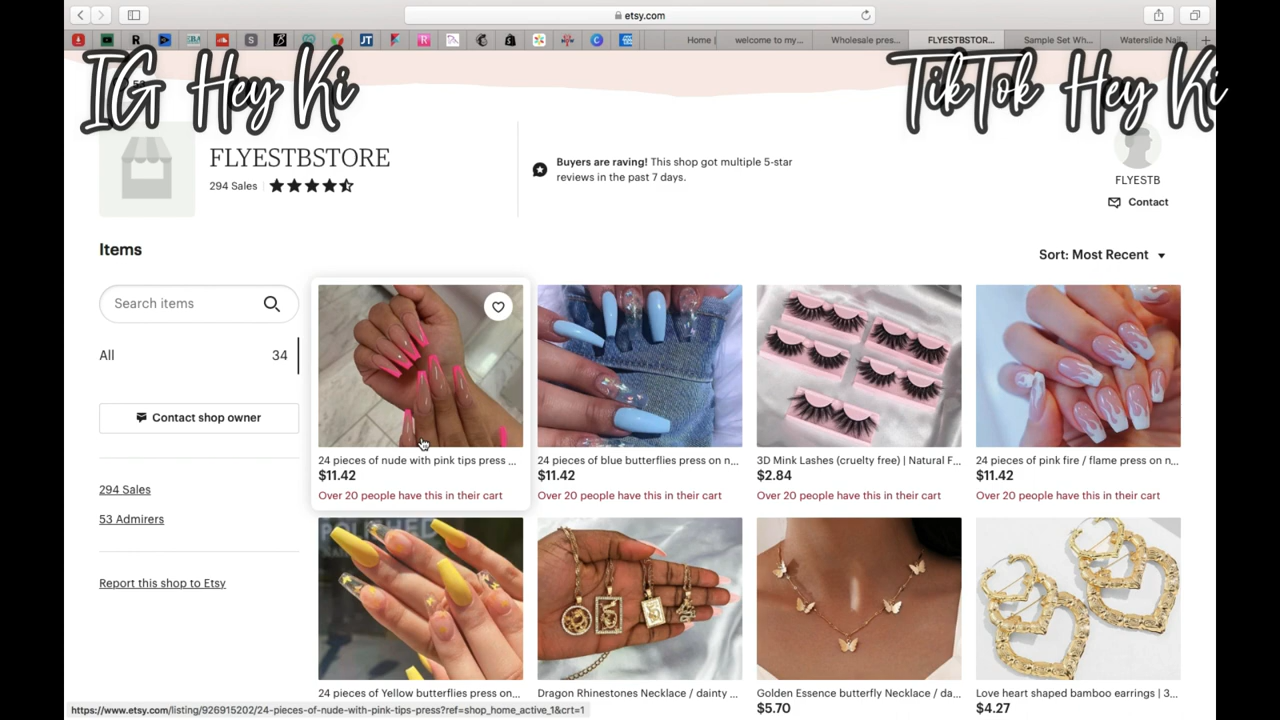 etsy.com
Home |
welcome to my...
Wholesale pres...
FLYESTBSTOR...
Sample Set Wh...
Waterslide Nail
IG Hey Ki
TikTok Hey Ki
FLYESTBSTORE
294 Sales
Buyers are raving! This shop got multiple 5-star
reviews in the past 7 days.
FLYESTB
Contact
Items
Sort: Most Recent
Search items
All 34
Contact shop owner
294 Sales
53 Admirers
Report this shop to Etsy
24 pieces of nude with pink tips press ...
$11.42
Over 20 people have this in their cart
24 pieces of blue butterflies press on n...
$11.42
Over 20 people have this in their cart
3D Mink Lashes (cruelty free) | Natural F...
$2.84
Over 20 people have this in their cart
24 pieces of pink fire / flame press on n...
$11.42
Over 20 people have this in their cart
24 pieces of Yellow butterflies press on...
Dragon Rhinestones Necklace / dainty ...
Golden Essence butterfly Necklace / da...
$5.70
Love heart shaped bamboo earrings | 3...
$4.27
https://www.etsy.com/listing/926915202/24-pieces-of-nude-with-pink-tips-press?ref=shop_home_active_1&crt=1